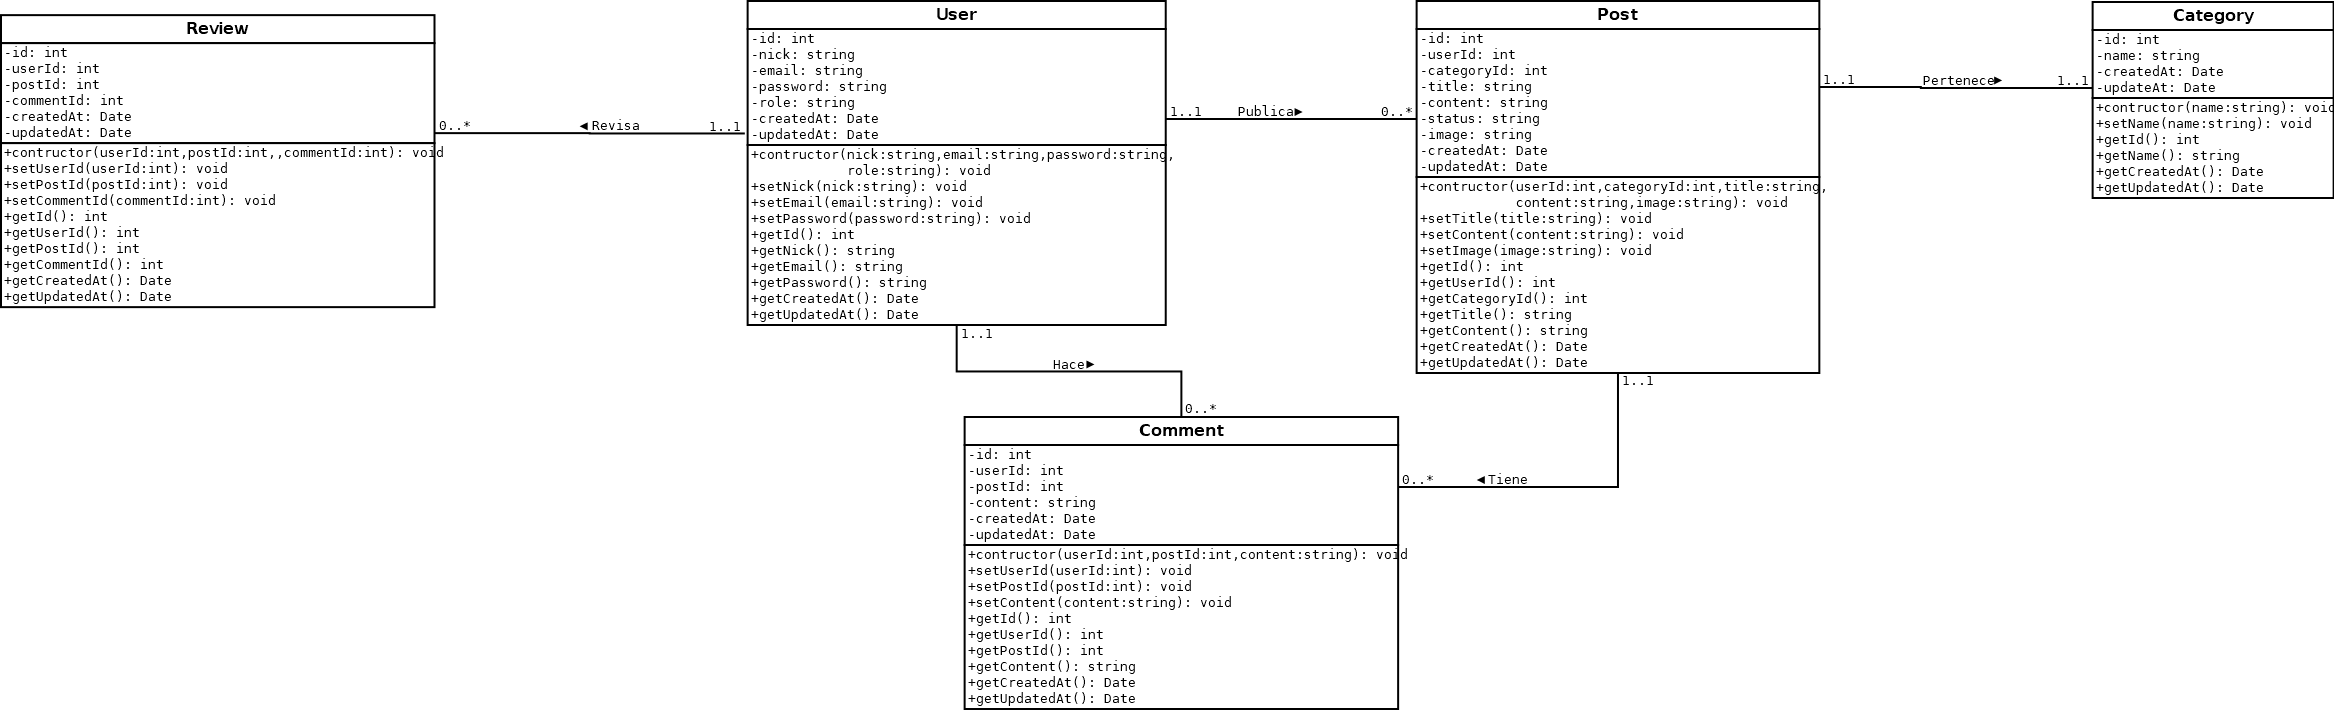 Review
-id: int
-userId: int
-postId: int
-commentId: int
-createdAt: Date
-updatedAt: Date
+contructor(userId:int,postId:int,,commentId:int): void
+setUserId(userId:int): void
+setPostId(postId:int): void
+setCommentId(commentId:int): void
+getId(): int
+getUserId(): int
+getPostId(): int
+getCommentId(): int
+getCreatedAt(): Date
+getUpdatedAt(): Date
0..*
◄Revisa
1..1
User
-id: int
-nick: string
-email: string
-password: string
-role: string
-createdAt: Date
-updatedAt: Date
+contructor(nick:string,email:string,password:string,
role:string): void
+setNick(nick:string): void
+setEmail(email:string): void
+setPassword(password:string): void
+getId(): int
+getNick(): string
+getEmail(): string
+getPassword(): string
+getCreatedAt(): Date
+getUpdatedAt(): Date
1..1
Publica►
0..*
Post
-id: int
-userId: int
-categoryId: int
-title: string
-content: string
-status: string
-image: string
-createdAt: Date
-updatedAt: Date
+contructor(userId:int,categoryId:int,title:string,
content:string,image:string): void
+setTitle(title:string): void
+setContent(content:string): void
+setImage(image:string): void
+getId(): int
+getUserId(): int
+getCategoryId(): int
+getTitle(): string
+getContent(): string
+getCreatedAt(): Date
+getUpdatedAt(): Date
1..1
Pertenece►
1..1
Category
-id: int
-name: string
-createdAt: Date
-updateAt: Date
+contructor(name:string): void
+setName(name:string): void
+getId(): int
+getName(): string
+getCreatedAt(): Date
+getUpdatedAt(): Date
1..1
Hace►
0..*
1..1
◄Tiene
0..*
Comment
-id: int
-userId: int
-postId: int
-content: string
-createdAt: Date
-updatedAt: Date
+contructor(userId:int,postId:int,content:string): void
+setUserId(userId:int): void
+setPostId(postId:int): void
+setContent(content:string): void
+getId(): int
+getUserId(): int
+getPostId(): int
+getContent(): string
+getCreatedAt(): Date
+getUpdatedAt(): Date